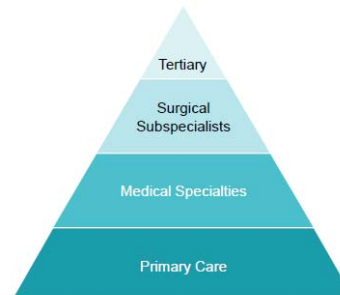 Tertiary
Surgical
Subspecialists
Medical Specialties
Primary Care